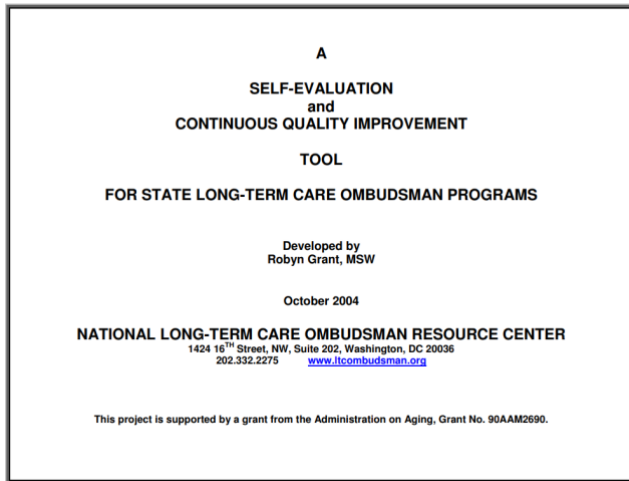 A
SELF-EVALUATION
and
CONTINUOUS QUALITY IMPROVEMENT
TOOL
FOR STATE LONG-TERM CARE OMBUDSMAN PROGRAMS
Developed by
Robyn Grant, MSW
October 2004
NATIONAL LONG-TERM CARE OMBUDSMAN RESOURCE CENTER
1424 16TH Street, NW, Suite 202, Washington, DC 20036
202.332.2275 www.ltcombudsman.org
This project is supported by a grant from the Administration on Aging, Grant No. 90AAM2690.